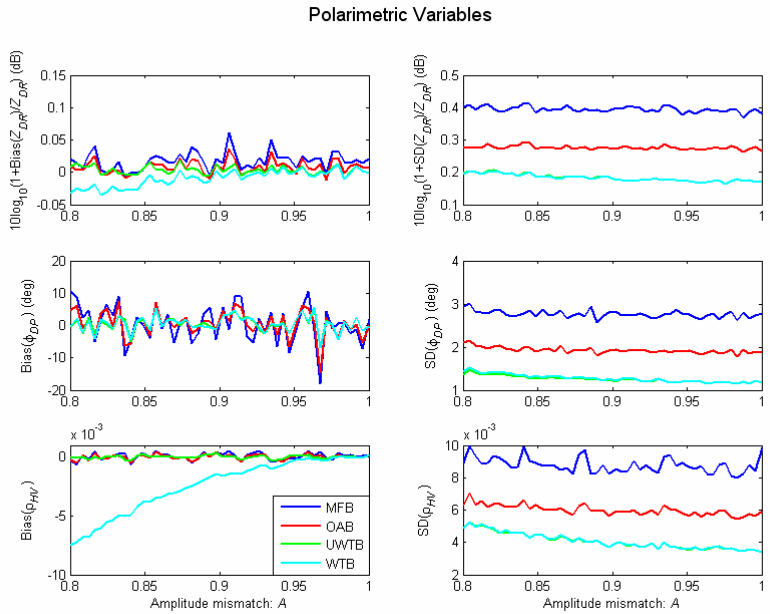 Polarimetric Variables
10log10(1+Bias(ZDR)/ZDR) (dB)
0.15
0.1
0.05
0
-0.05
0.8 0.85 0.9 0.95 1
10log10(1+SD(ZDR)/ZDR) (dB)
0.5
0.4
0.3
0.2
0.1
0.8 0.85 0.9 0.95 1
Bias(ϕDP) (deg)
20
10
0
-10
-20
0.8 0.85 0.9 0.95 1
SD(ϕDP) (deg)
4
3
2
1
0.8 0.85 0.9 0.95 1
x 10-3
Bias(ρHV)
0
-5
-10
0.8 0.85 0.9 0.95 1
Amplitude mismatch: A
MFB
OAB
UWTB
WTB
x 10-3
SD(ρHV)
10
8
6
4
2
0.8 0.85 0.9 0.95 1
Amplitude mismatch: A